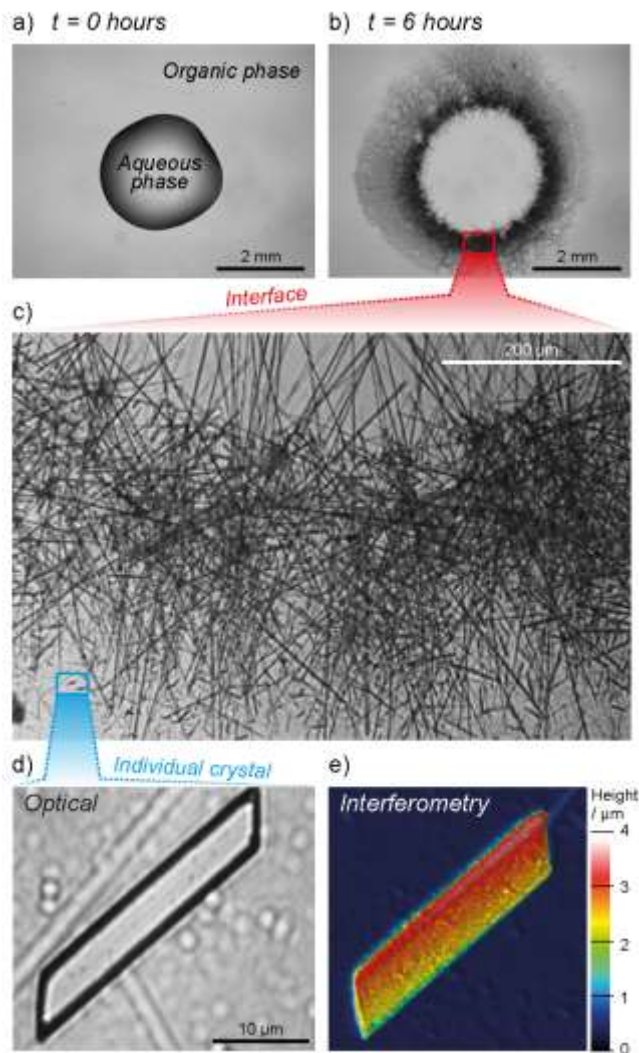 a) t = 0 hours
b) t = 6 hours
Organic phase
Aqueous
phase
2 mm
2 mm
Interface
c)
200 µm
Individual crystal
d)
e)
Optical
Interferometry
Height
/ µm
4
3
2
1
0
10 µm